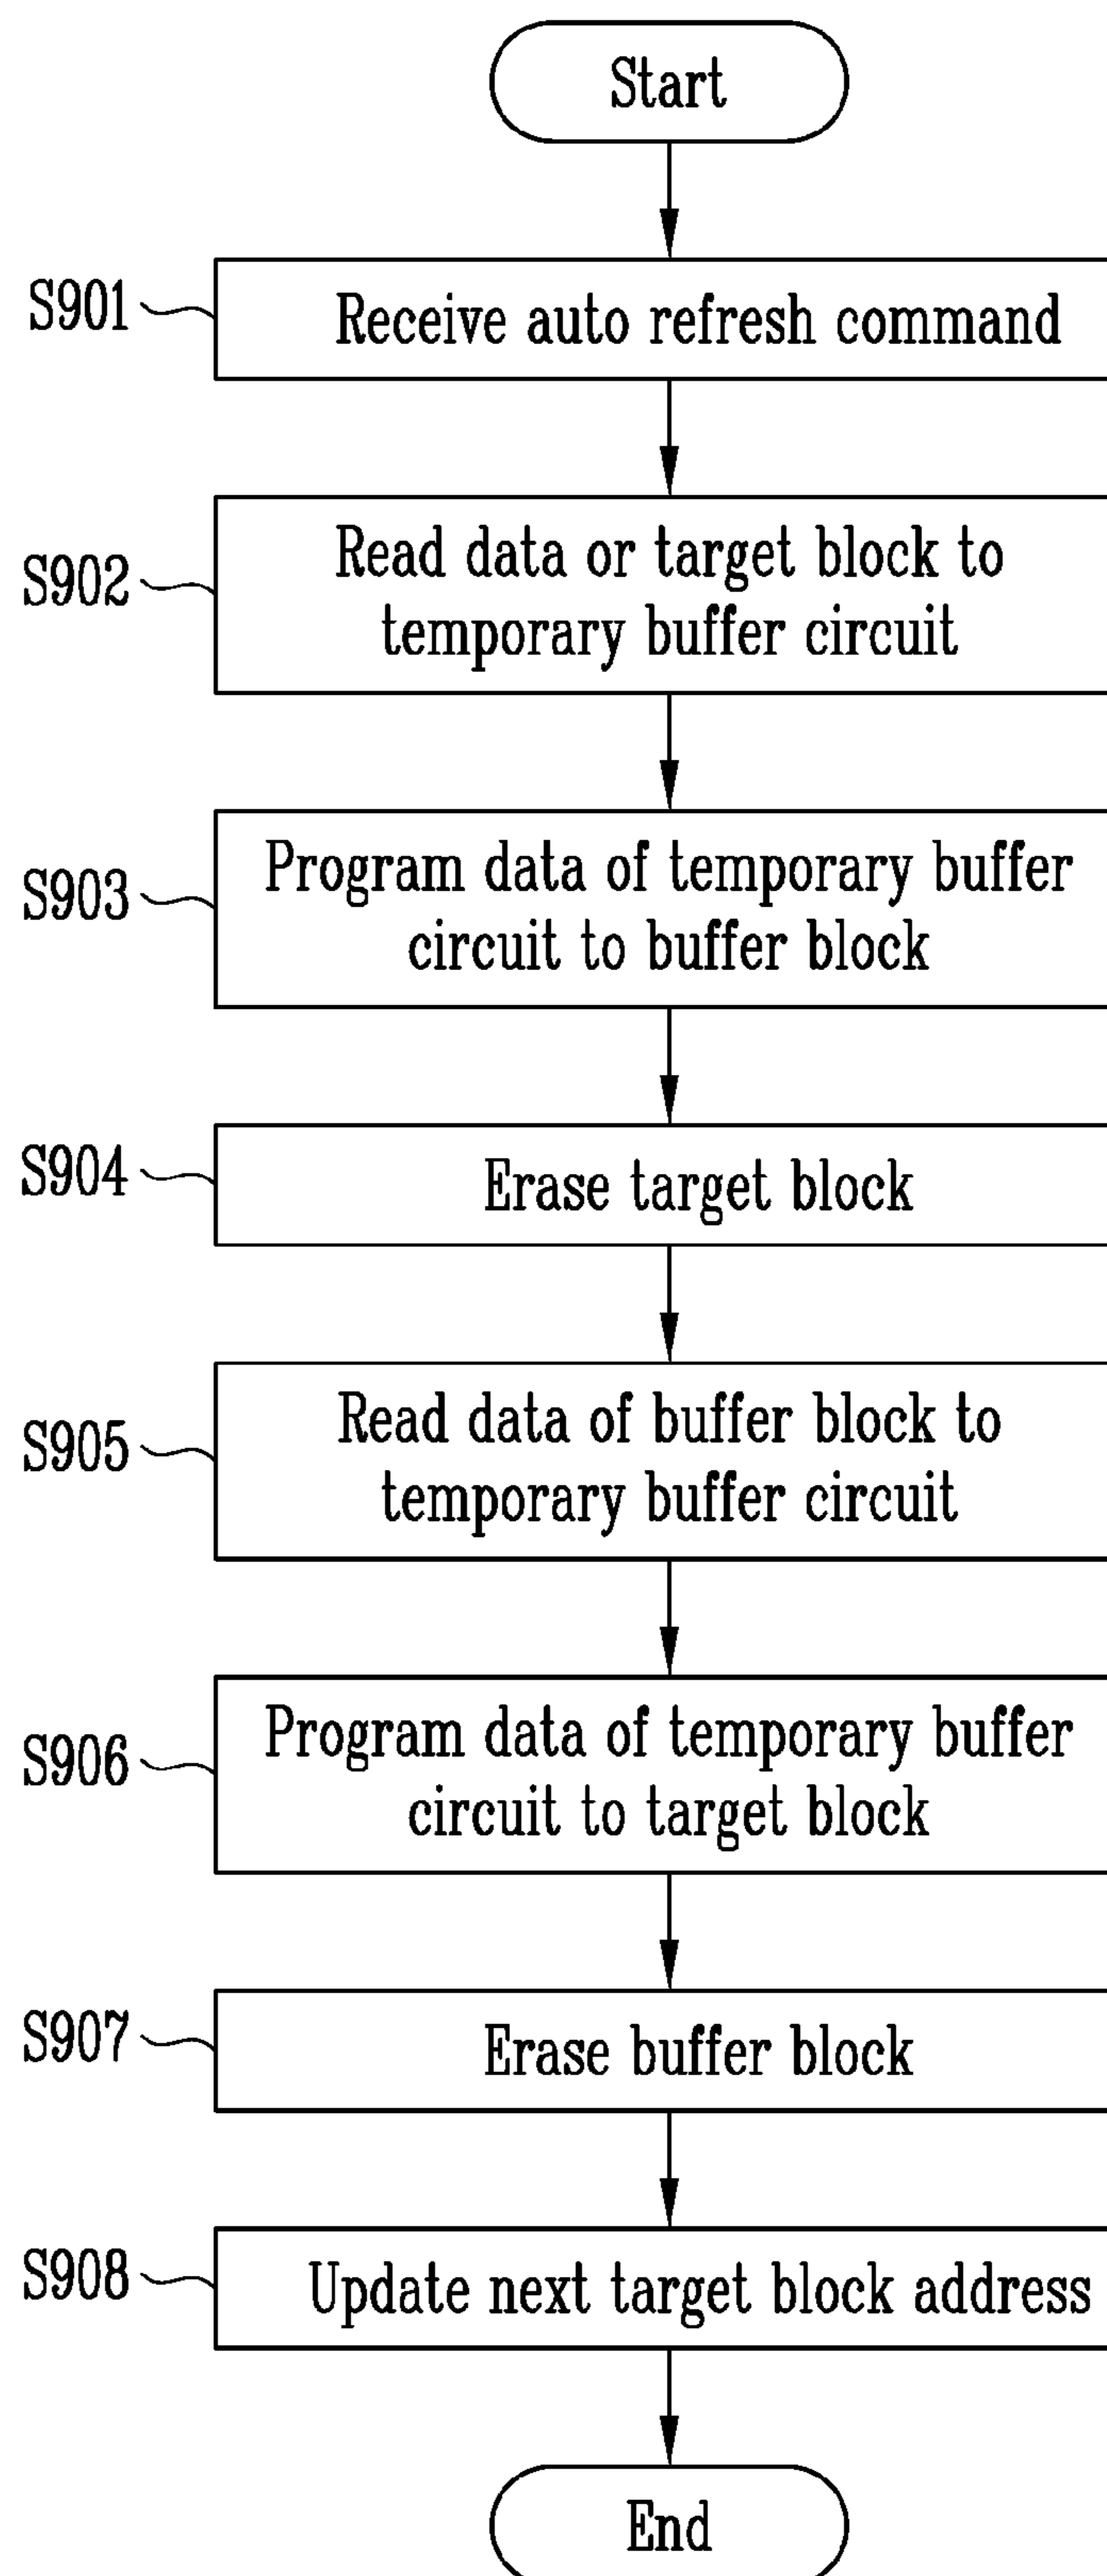 Start
S901
Receive auto refresh command
S902
Read data or target block to
temporary buffer circuit
S903
Program data of temporary buffer
circuit to buffer block
S904
Erase target block
S905
Read data of buffer block to
temporary buffer circuit
S906
Program data of temporary buffer
circuit to target block
S907
Erase buffer block
S908
Update next target block address
End